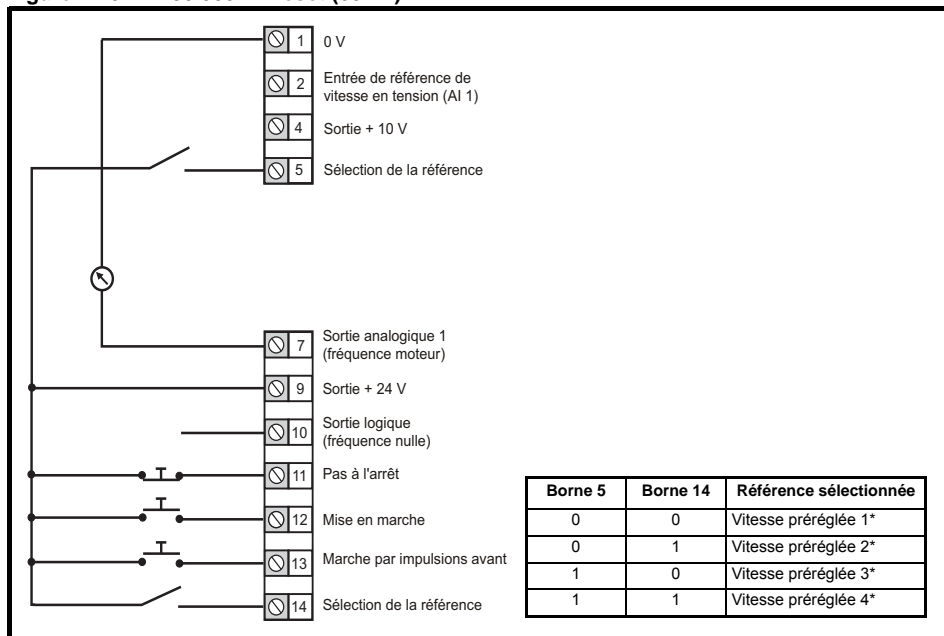 1 0 V
2 Entrée de référence de
vitesse en tension (AI 1)
4 Sortie + 10 V
5 Sélection de la référence
7 Sortie analogique 1
(fréquence moteur)
9 Sortie + 24 V
10 Sortie logique
(fréquence nulle)
11 Pas à l'arrêt
12 Mise en marche
13 Marche par impulsions avant
14 Sélection de la référence
Borne 5 Borne 14 Référence sélectionnée
0 0 Vitesse préréglée 1*
0 1 Vitesse préréglée 2*
1 0 Vitesse préréglée 3*
1 1 Vitesse préréglée 4*